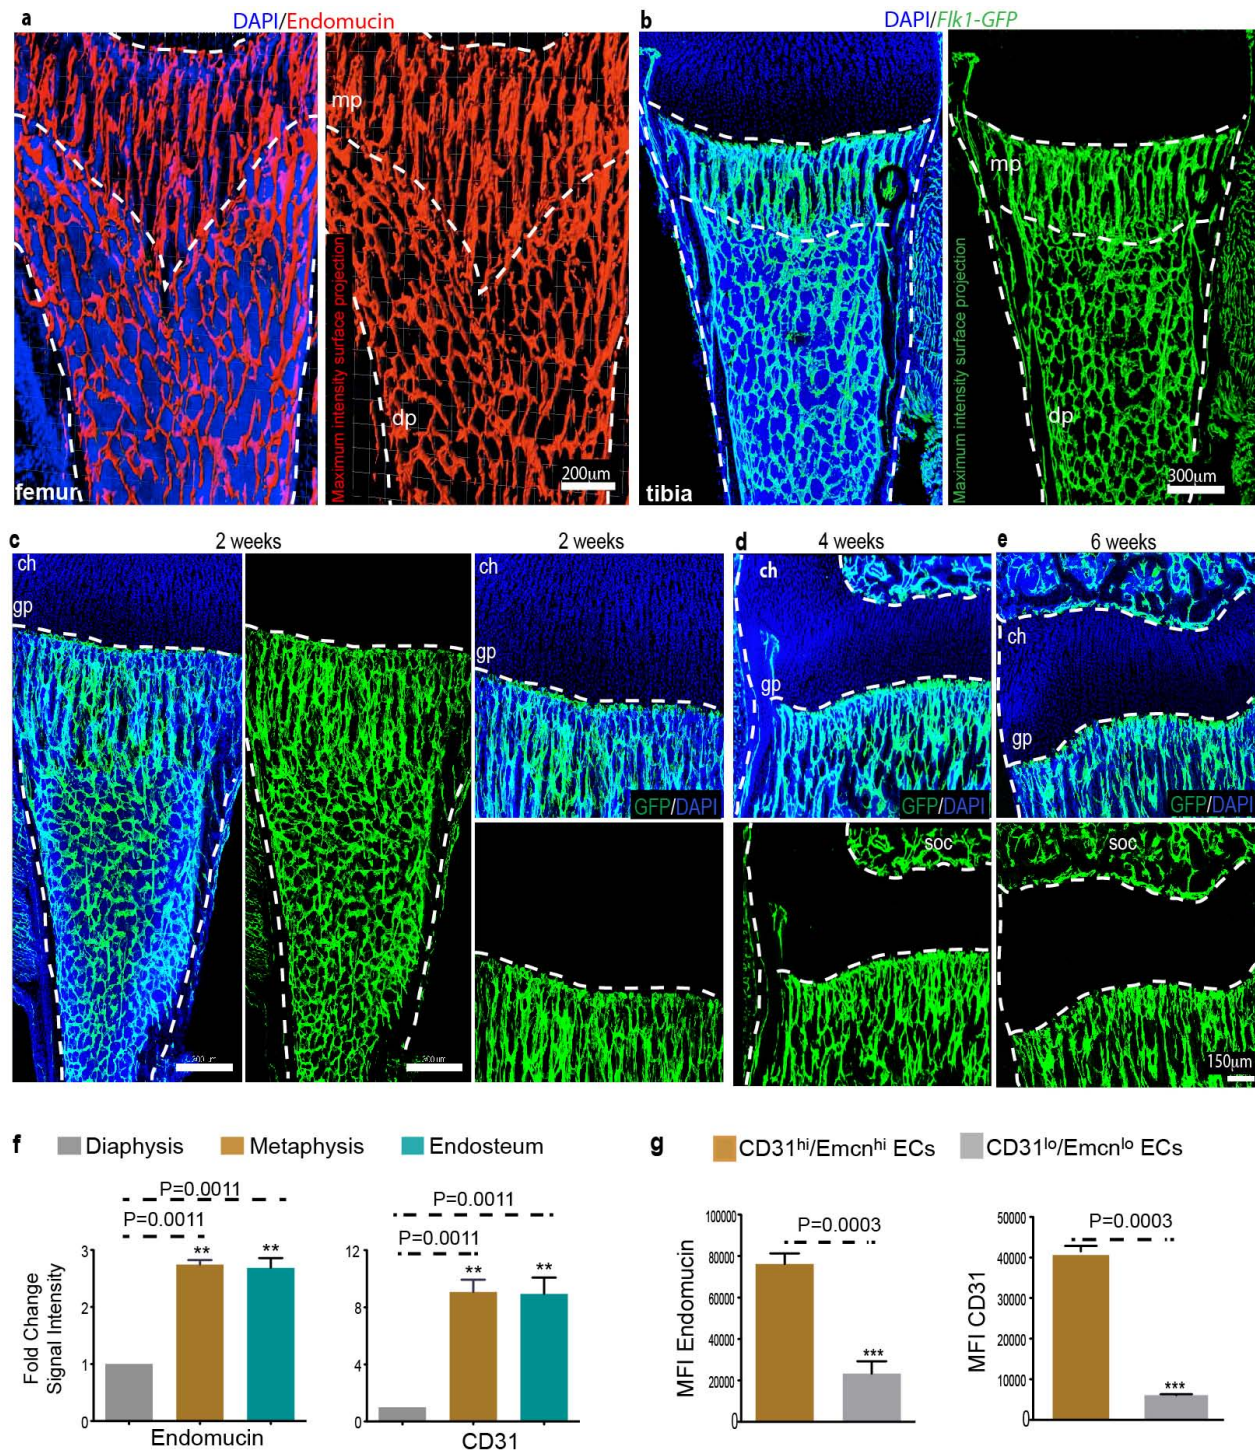 a
DAPI/Endomucin
mp
dp
Maximum intensity surface projection
200µm
femur
b
DAPI/Flk1-GFP
mp
dp
Maximum intensity surface projection
300µm
tibia
c
2 weeks
2 weeks
ch
gp
300 µm
300 µm
ch
gp
GFP/DAPI
d
4 weeks
ch
gp
GFP/DAPI
soc
e
6 weeks
ch
gp
GFP/DAPI
soc
150µm
f
Diaphysis
Metaphysis
Endosteum
P=0.0011
P=0.0011
**
**
3
2
1
0
Fold Change
Signal Intensity
Endomucin
P=0.0011
P=0.0011
**
**
12
8
4
0
CD31
g
CD31hi/Emcnhi ECs
CD31lo/Emcnlo ECs
P=0.0003
***
100000
80000
60000
40000
20000
0
MFI Endomucin
P=0.0003
***
50000
40000
30000
20000
10000
0
MFI CD31